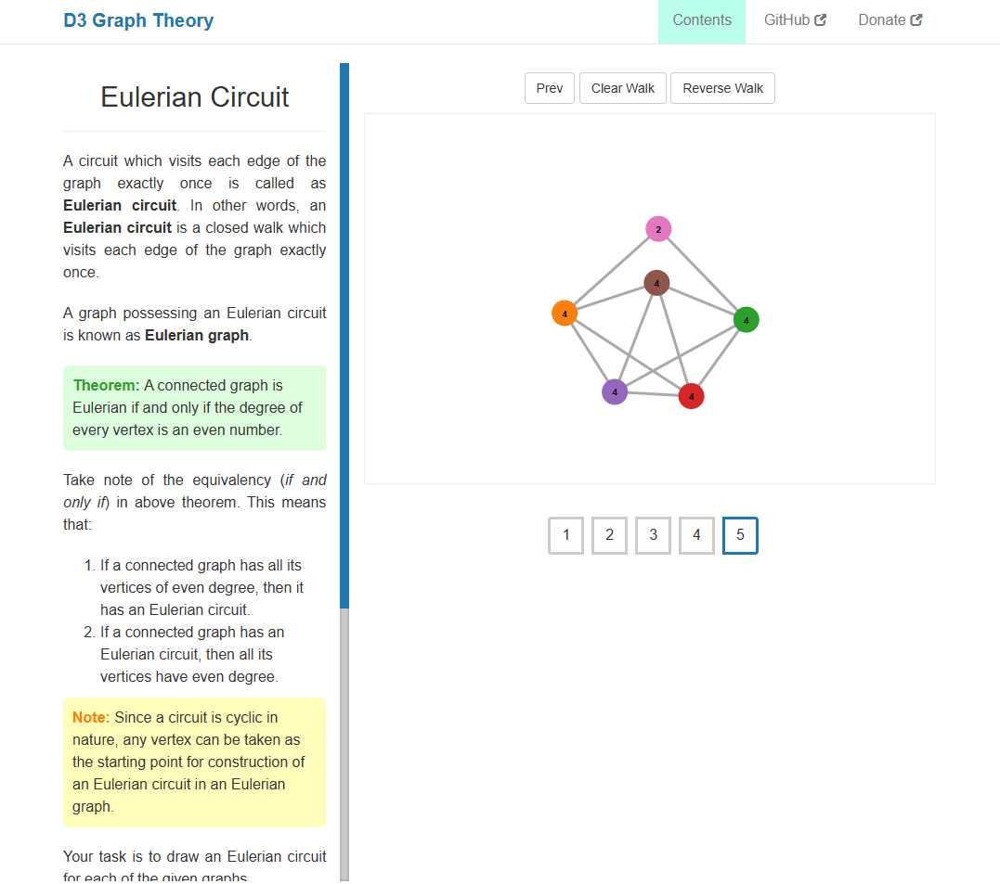 D3 Graph Theory
Contents
GitHub
Donate
Eulerian Circuit
A circuit which visits each edge of the
graph exactly once is called as
Eulerian circuit. In other words, an
Eulerian circuit is a closed walk which
visits each edge of the graph exactly
once.
A graph possessing an Eulerian circuit
is known as Eulerian graph.
Theorem: A connected graph is
Eulerian if and only if the degree of
every vertex is an even number.
Take note of the equivalency (if and
only if) in above theorem. This means
that:
1. If a connected graph has all its
vertices of even degree, then it
has an Eulerian circuit.
2. If a connected graph has an
Eulerian circuit, then all its
vertices have even degree.
Note: Since a circuit is cyclic in
nature, any vertex can be taken as
the starting point for construction of
an Eulerian circuit in an Eulerian
graph.
Your task is to draw an Eulerian circuit
for each of the given graphs
Prev
Clear Walk
Reverse Walk
2
4
4
4
4
4
1
2
3
4
5